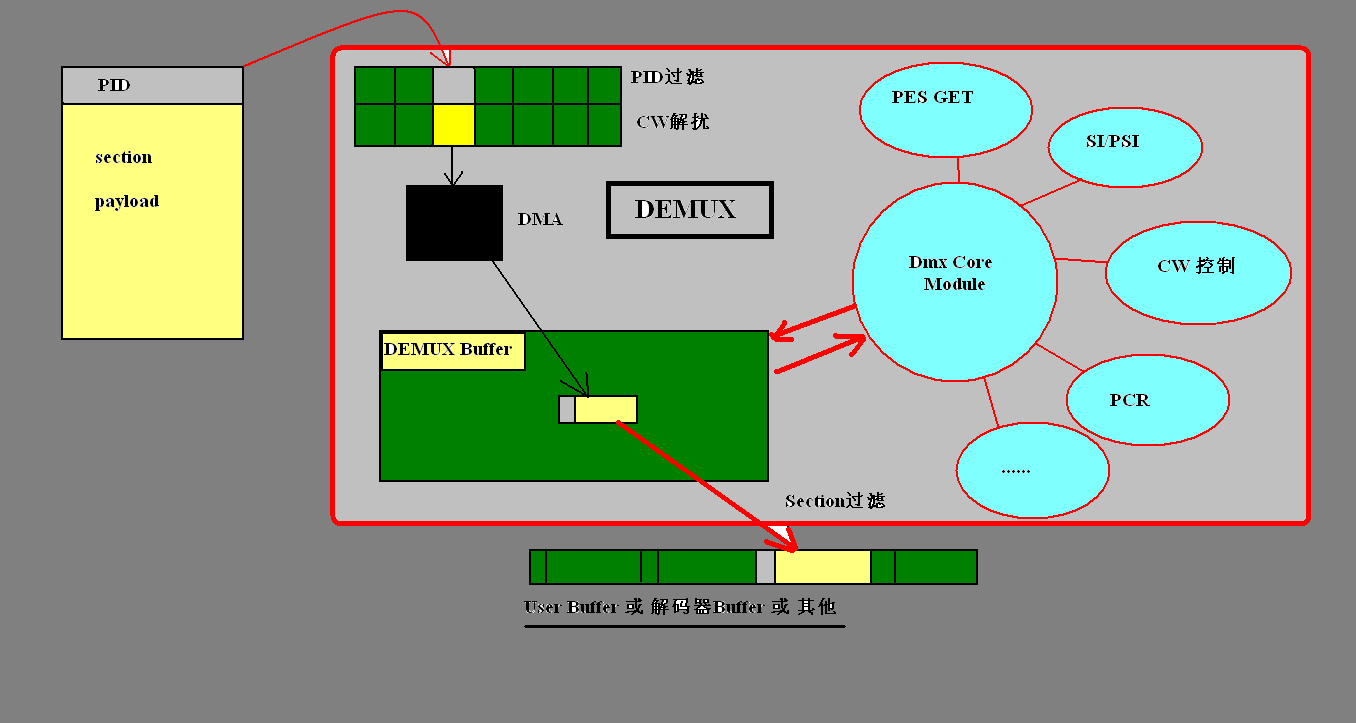 PID
section
payload
PID过滤
CW解扰
DMA
DEMUX
DEMUX Buffer
PES GET
SI/PSI
Dmx Core
Module
CW 控制
PCR
......
Section过滤
User Buffer 或 解码器Buffer 或 其他